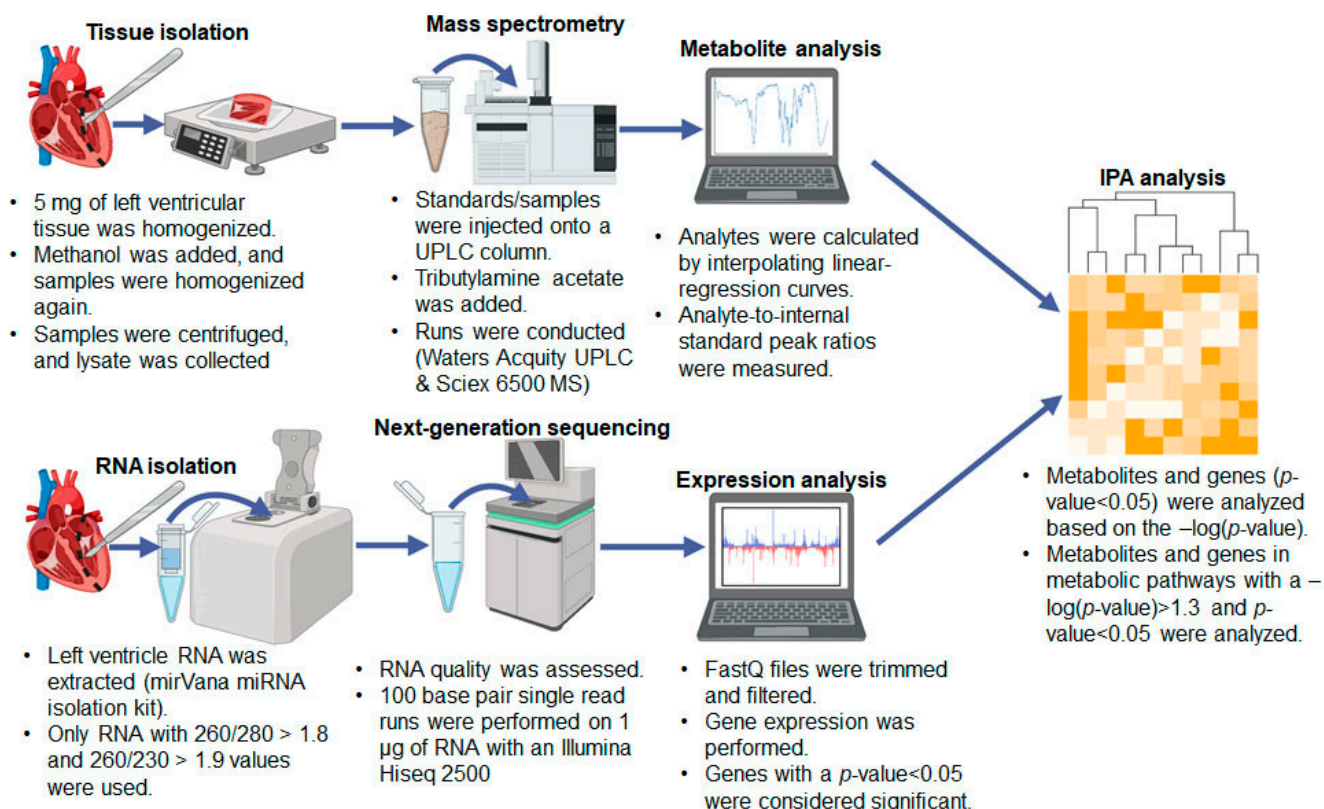 Tissue isolation
• 5 mg of left ventricular
tissue was homogenized.
• Methanol was added, and
samples were homogenized
again.
• Samples were centrifuged,
and lysate was collected
Mass spectrometry
• Standards/samples
were injected onto a
UPLC column.
• Tributylamine acetate
was added.
• Runs were conducted
(Waters Acquity UPLC
& Sciex 6500 MS)
Metabolite analysis
• Analytes were calculated
by interpolating linear-
regression curves.
• Analyte-to-internal
standard peak ratios
were measured.
RNA isolation
• Left ventricle RNA was
extracted (mirVana miRNA
isolation kit).
• Only RNA with 260/280 > 1.8
and 260/230 > 1.9 values
were used.
Next-generation sequencing
• RNA quality was assessed.
• 100 base pair single read
runs were performed on 1
µg of RNA with an Illumina
Hiseq 2500
Expression analysis
• FastQ files were trimmed
and filtered.
• Gene expression was
performed.
• Genes with a p-value<0.05
were considered significant.
IPA analysis
• Metabolites and genes (p-
value<0.05) were analyzed
based on the –log(p-value).
• Metabolites and genes in
metabolic pathways with a –
log(p-value)>1.3 and p-
value<0.05 were analyzed.